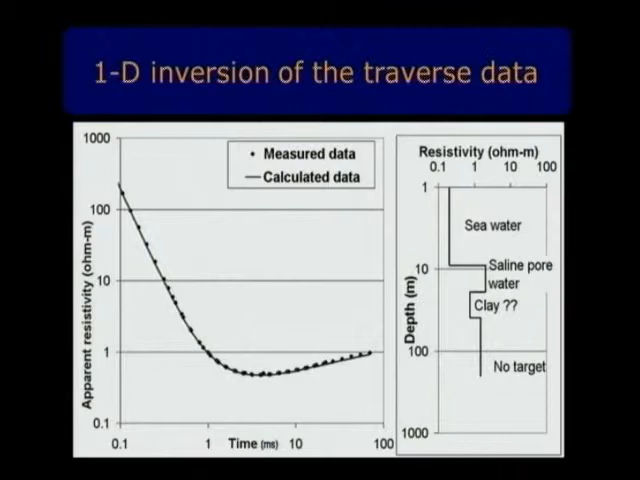 1-D inversion of the traverse data
1000
100
10
1
0.1
Apparent resistivity (ohm-m)
Measured data
Calculated data
0.1 1 Time (ms) 10 100
Resistivity (ohm-m)
0.1 1 10 100
1
10
100
1000
Depth (m)
Sea water
Saline pore
water
Clay ??
No target